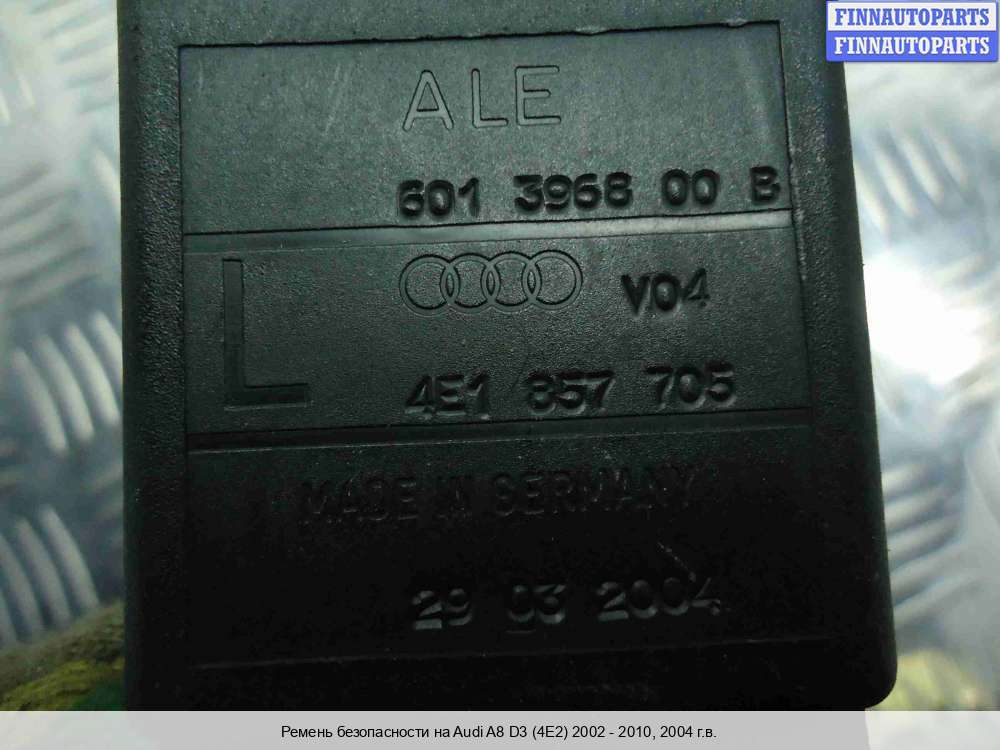 FINNAUTOPARTS
FINNAUTOPARTS
ALE
601 3968 00 B
L
V04
4E1 857 705
MADE IN GERMANY
29 03 2004
Ремень безопасности на Audi A8 D3 (4E2) 2002 - 2010, 2004 г.в.